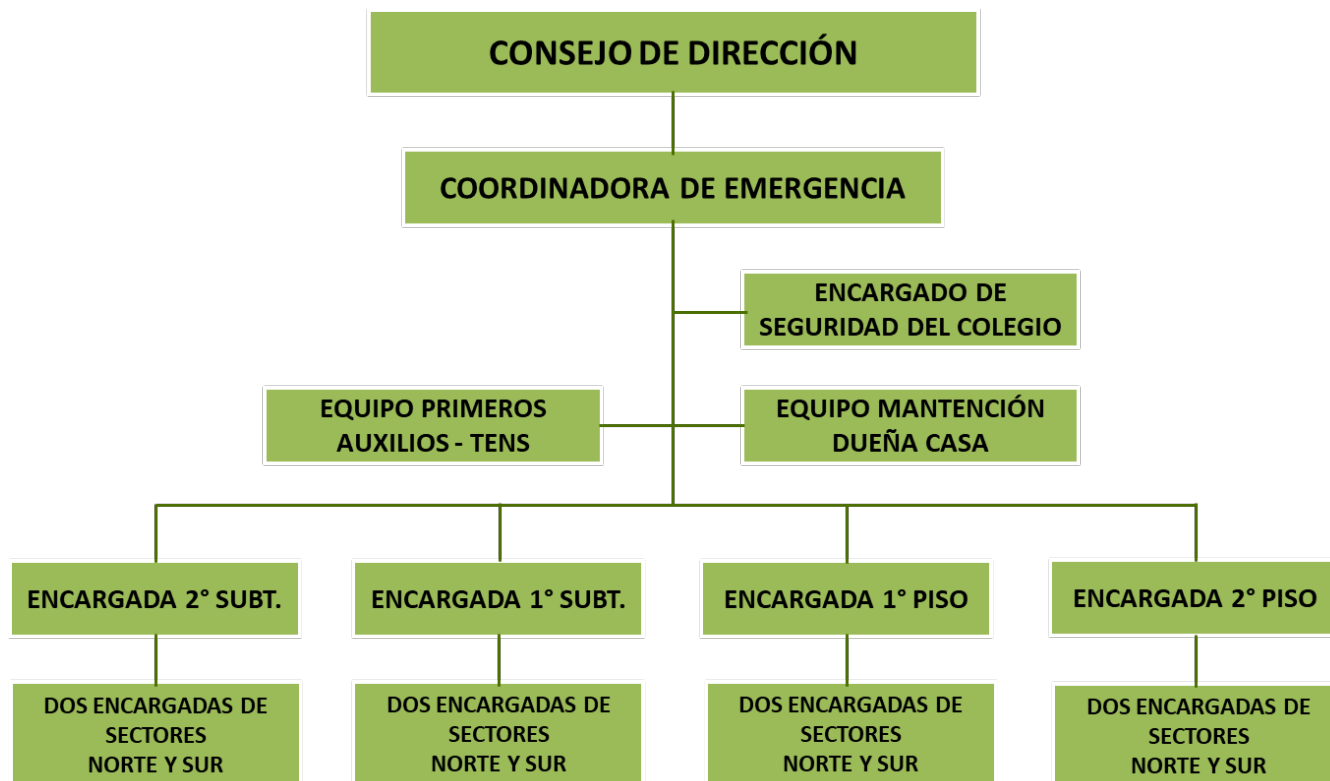 CONSEJO DE DIRECCIÓN
COORDINADORA DE EMERGENCIA
ENCARGADO DE
SEGURIDAD DEL COLEGIO
EQUIPO PRIMEROS
AUXILIOS - TENS
EQUIPO MANTENCIÓN
DUEÑA CASA
ENCARGADA 2° SUBT.
ENCARGADA 1° SUBT.
ENCARGADA 1° PISO
ENCARGADA 2° PISO
DOS ENCARGADAS DE
SECTORES
NORTE Y SUR
DOS ENCARGADAS DE
SECTORES
NORTE Y SUR
DOS ENCARGADAS DE
SECTORES
NORTE Y SUR
DOS ENCARGADAS DE
SECTORES
NORTE Y SUR